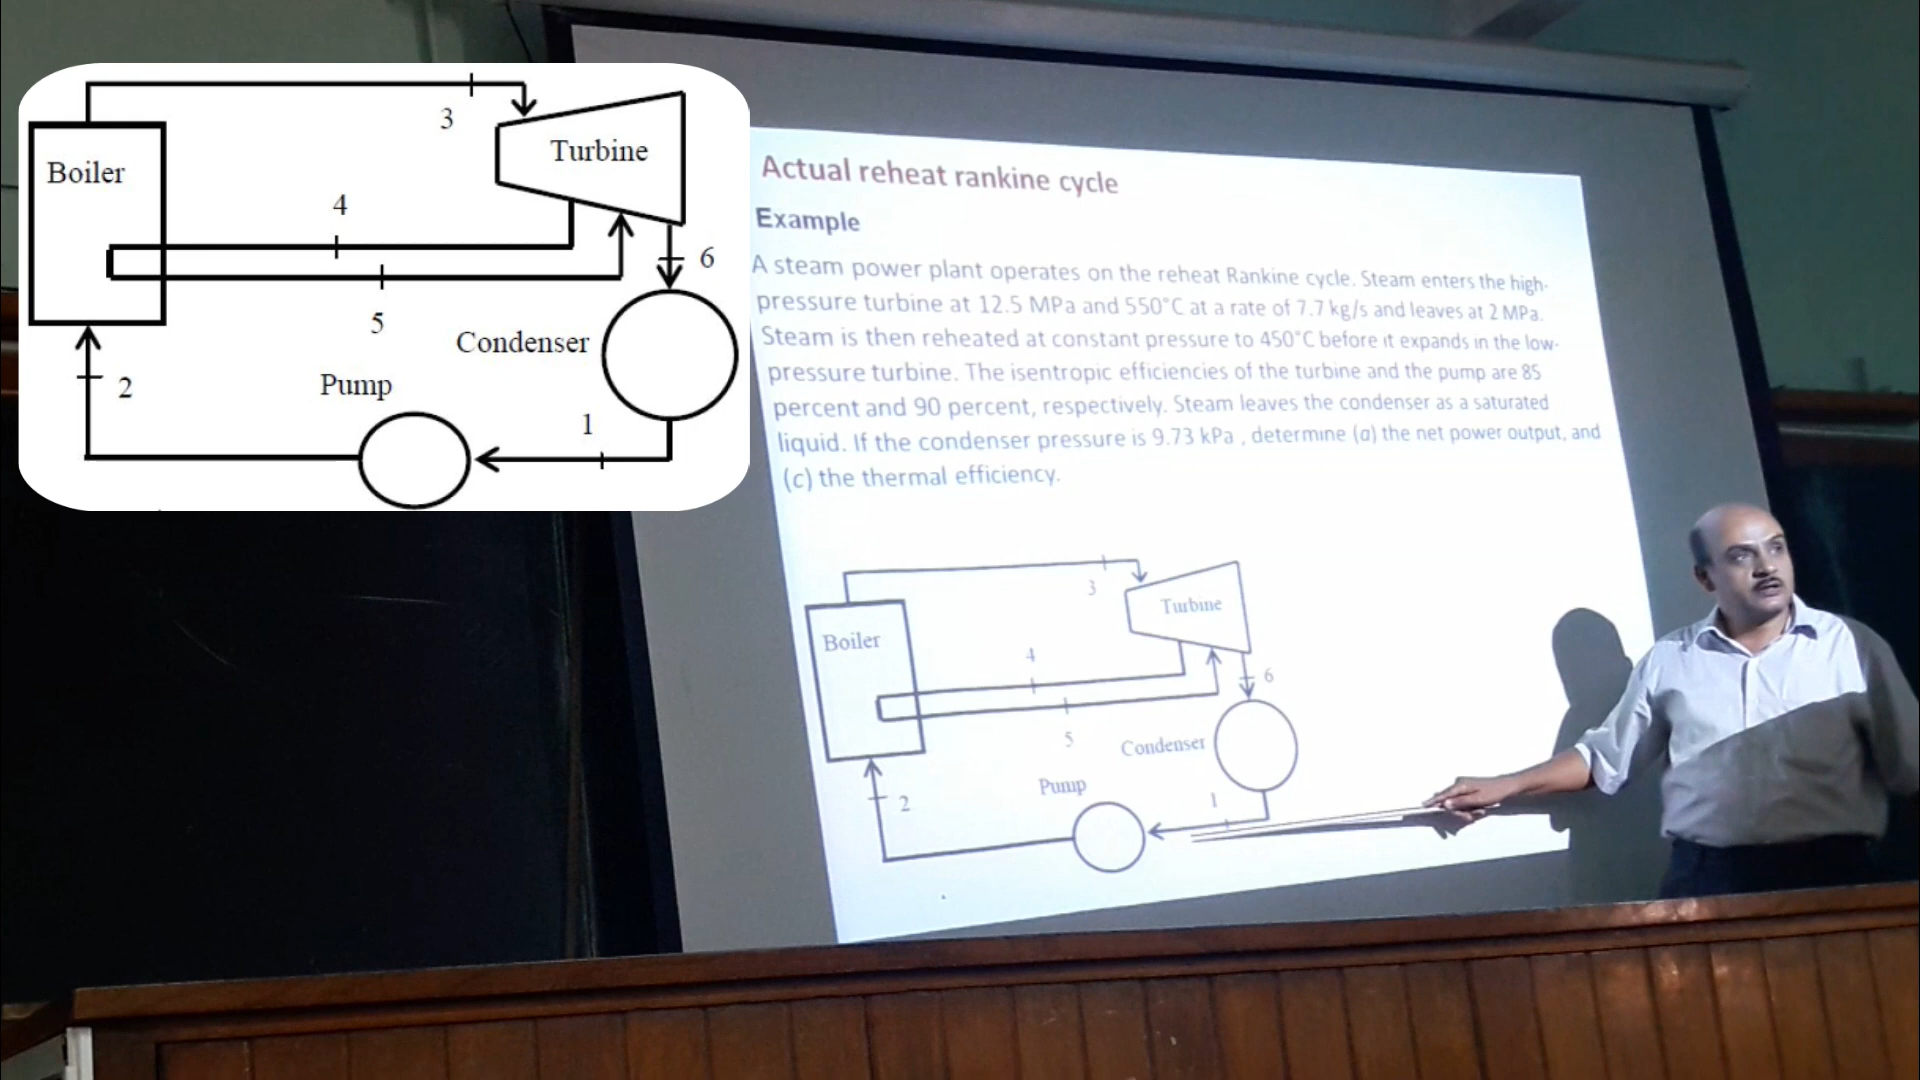 3
Turbine
Boiler
4
6
5
Condenser
Pump
2
1
Actual reheat rankine cycle
Example
A steam power plant operates on the reheat Rankine cycle. Steam enters the high-
pressure turbine at 12.5 MPa and 550°C at a rate of 7.7 kg/s and leaves at 2 MPa.
Steam is then reheated at constant pressure to 450°C before it expands in the low-
pressure turbine. The isentropic efficiencies of the turbine and the pump are 85
percent and 90 percent, respectively. Steam leaves the condenser as a saturated
liquid. If the condenser pressure is 9.73 kPa , determine (a) the net power output, and
(c) the thermal efficiency.
3
Turbine
Boiler
4
6
5
Condenser
Pump
2
1